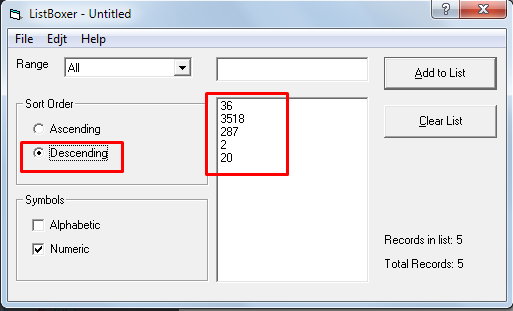 ListBoxer - Untitled
File Edjt Help
Range All
Add to List
Sort Order
Ascending
Descending
36
3518
287
2
20
Clear List
Symbols
Alphabetic
Numeric
Records in list: 5
Total Records: 5